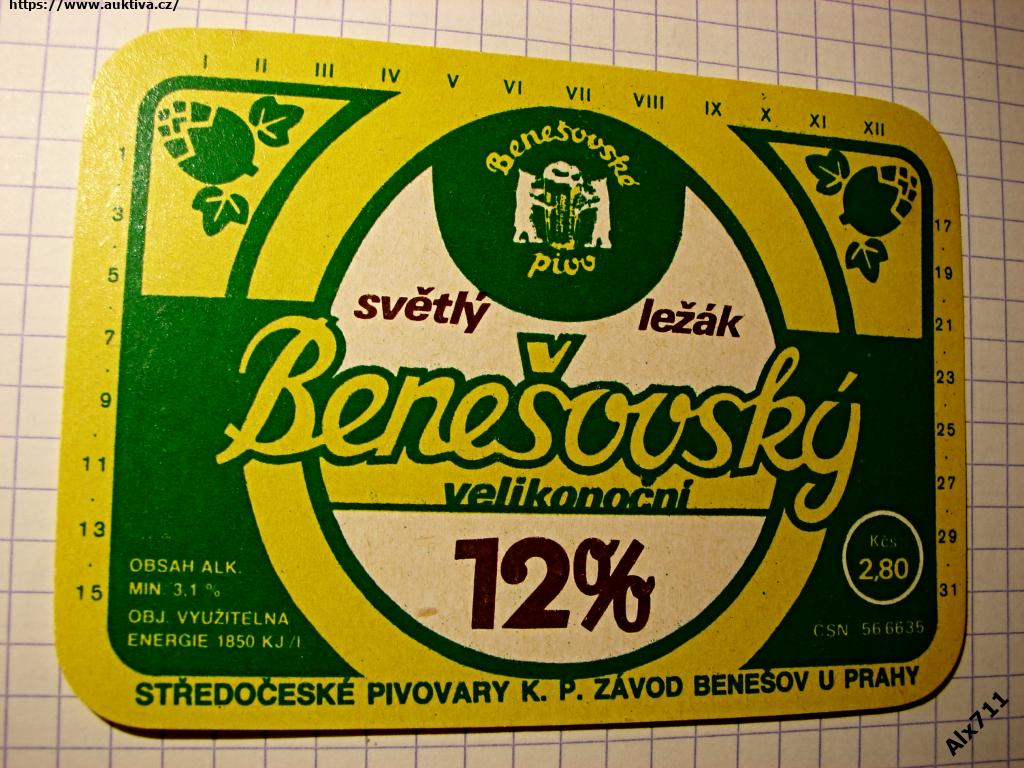 https://www.auktiva.cz/
I II III IV V VI VII VIII IX X XI XII
Benešovské
pivo
světlý ležák
Benešovský
velikonoční
12%
1
3
5
7
9
11
13
15
17
19
21
23
25
27
29
31
OBSAH ALK.
MIN. 3,1 %
OBJ. VYUŽITELNA
ENERGIE 1850 KJ/l
Kčs
2,80
ČSN 566635
STŘEDOČESKÉ PIVOVARY K. P. ZÁVOD BENEŠOV U PRAHY
Alx711